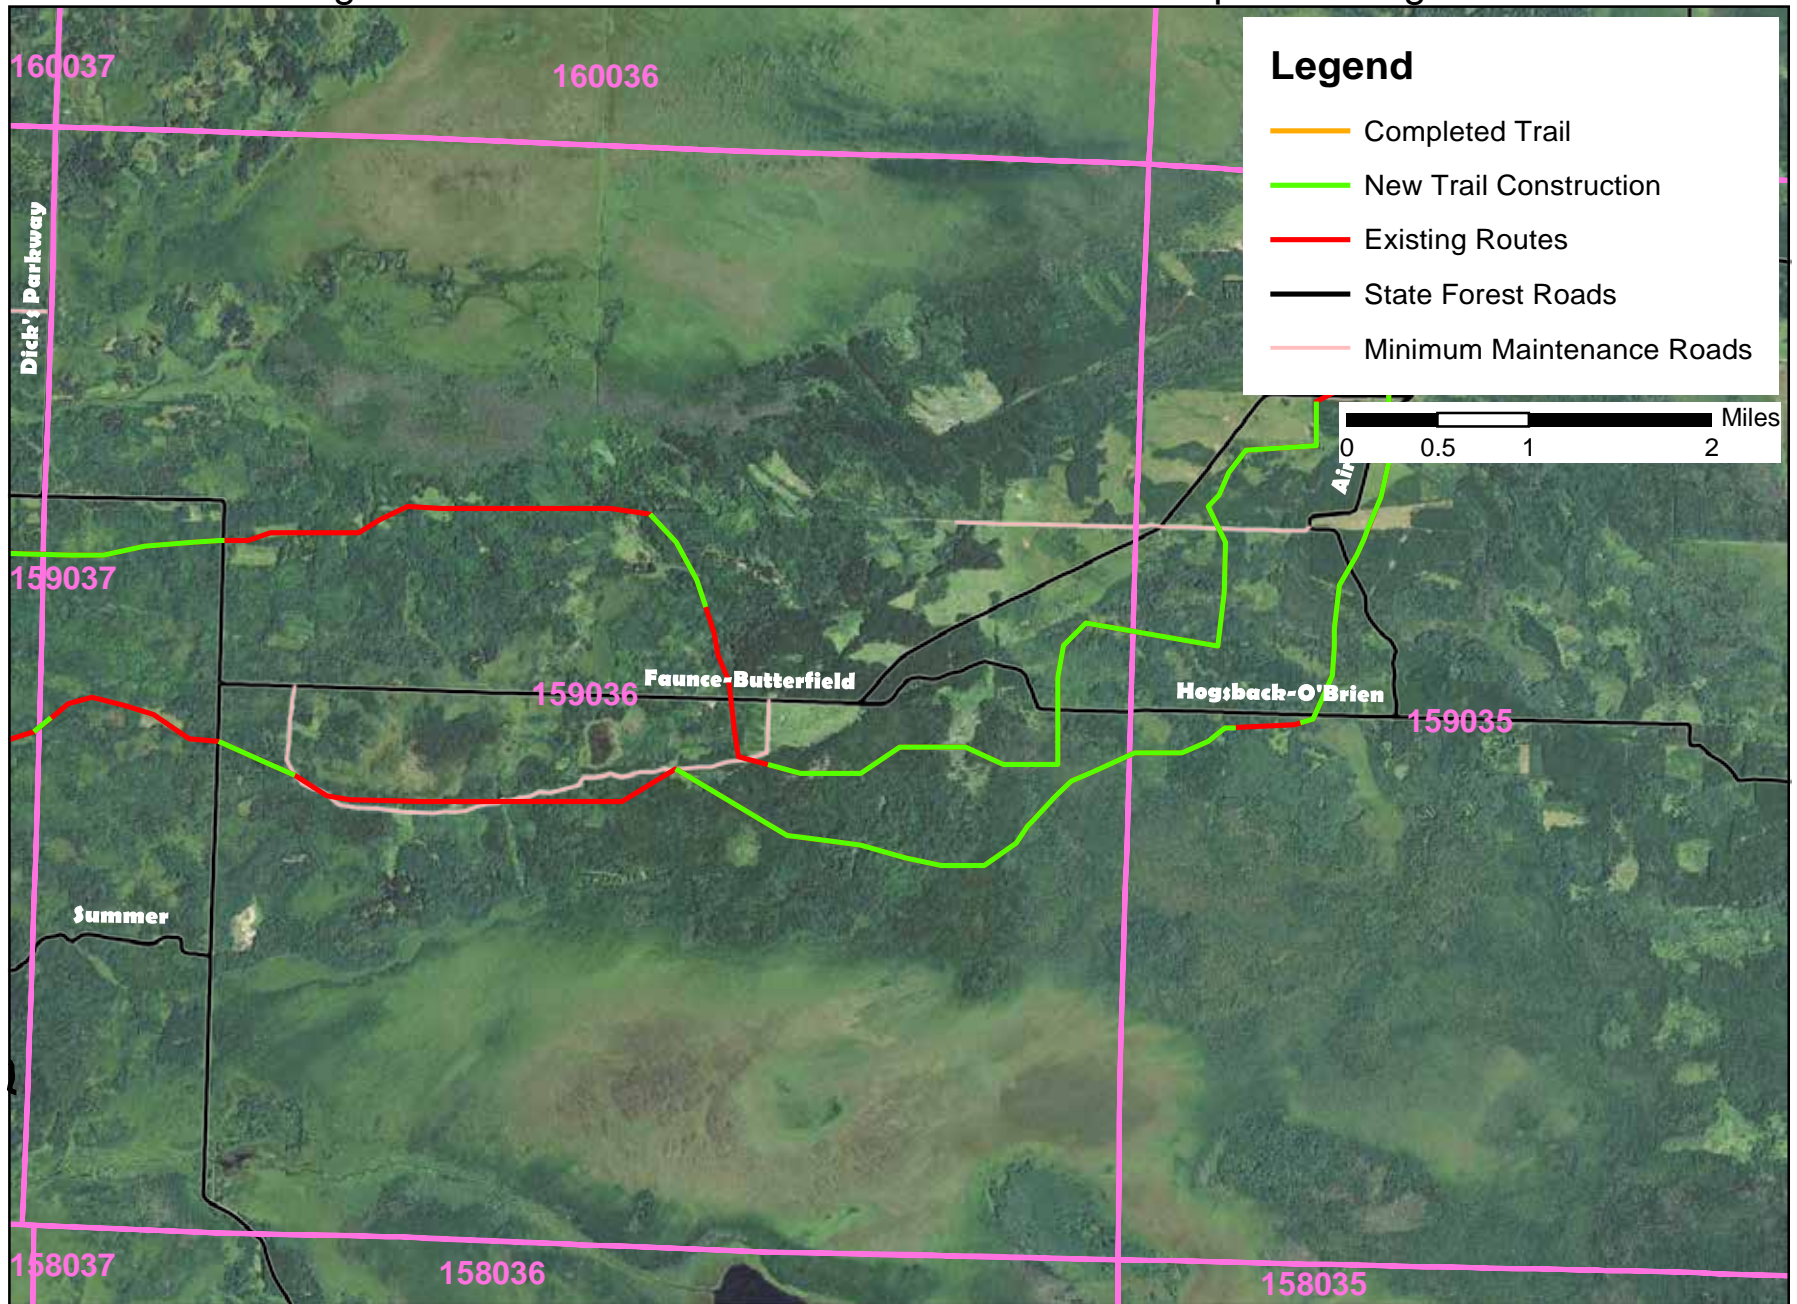 160037
160036
Legend
Completed Trail
New Trail Construction
Existing Routes
State Forest Roads
Minimum Maintenance Roads
Dick's Parkway
Miles
0 0.5 1 2
159037
Faunce-Butterfield
159036
Hogsback-O'Brien
159035
Summer
158037
158036
158035